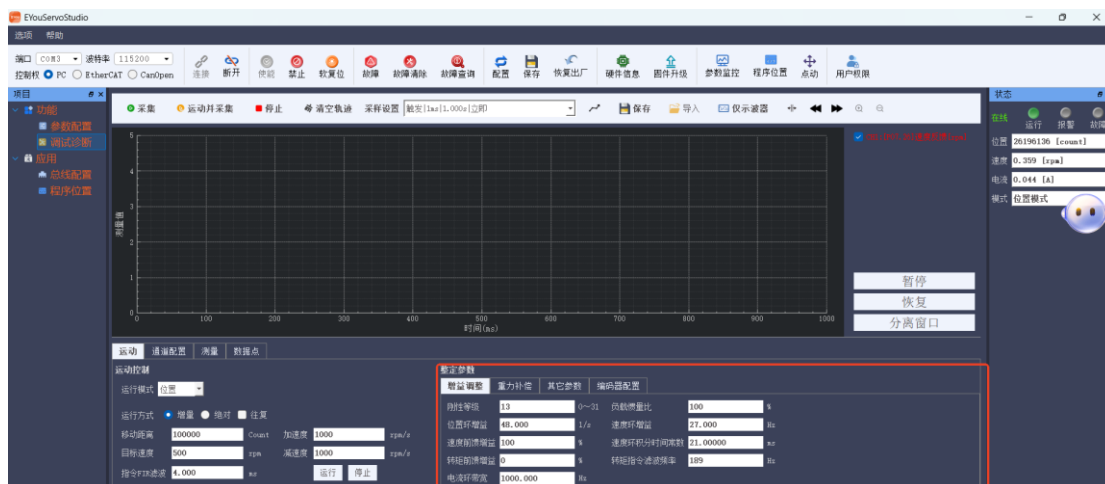 EYouServoStudio
选项 帮助
端口 COM3 波特率 115200
控制权 PC EtherCAT CanOpen
连接 断开 使能 禁止 软复位 故障 故障清除 故障查询 配置 保存 恢复出厂 硬件信息 固件升级 参数监控 程序位置 点动 用户权限
项目
功能
参数配置
调试诊断
应用
总线配置
程序位置
采集 运动并采集 停止 清空轨迹 采样设置 触发|1ms|1.000s|立即 保存 导入 仅示波器
测量值
5
4
3
2
1
0
0 100 200 300 400 500 600 700 800 900 1000
时间(ms)
暂停
恢复
分离窗口
状态
在线 运行 报警 故障
位置 26196136 [count]
速度 0.359 [rpm]
电流 0.044 [A]
模式 位置模式
运动 通道配置 测量 数据点
运动控制
运行模式 位置
运行方式 增量 绝对 往复
移动距离 100000 Count 加速度 1000 rpm/s
目标速度 500 rpm 减速度 1000 rpm/s
指令FIR滤波 4.000 ms 运行 停止
整定参数
增益调整 重力补偿 其它参数 编码器配置
刚性等级 13 0~31 负载惯量比 100 %
位置环增益 48.000 1/s 速度环增益 27.000 Hz
速度前馈增益 100 % 速度环积分时间常数 21.00000 ms
转矩前馈增益 0 % 转矩指令滤波频率 189 Hz
电流环带宽 1000.000 Hz